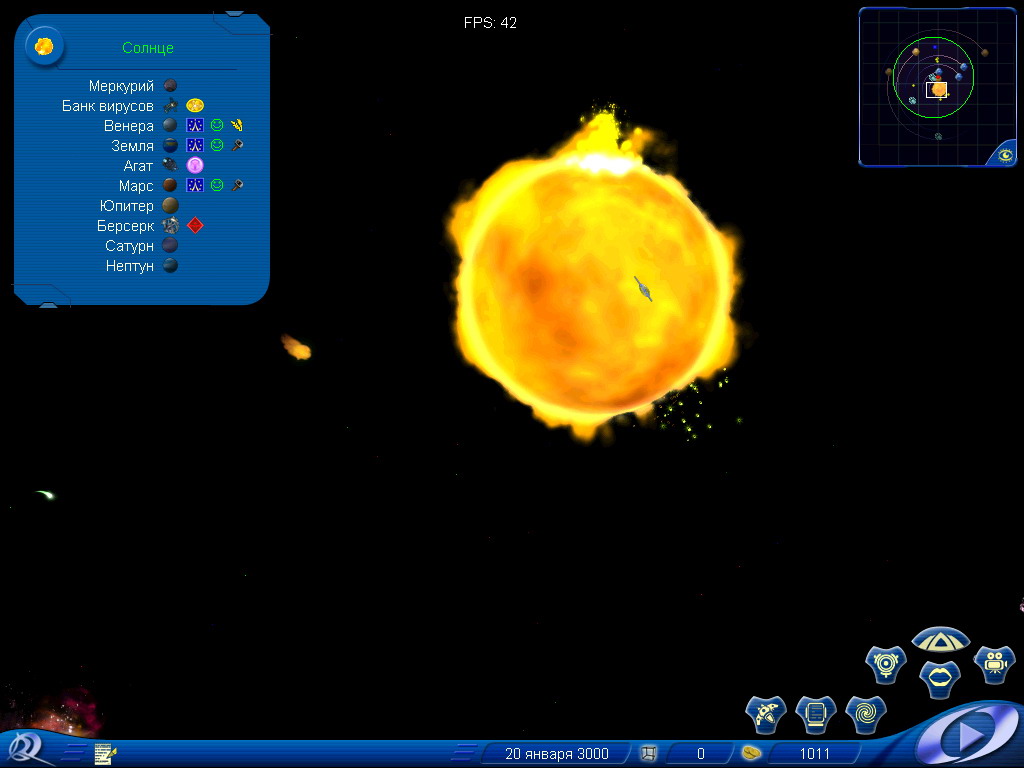 FPS: 42
Солнце
Меркурий
Банк вирусов
Венера
Земля
Агат
Марс
Юпитер
Берсерк
Сатурн
Нептун
20 января 3000
0
1011